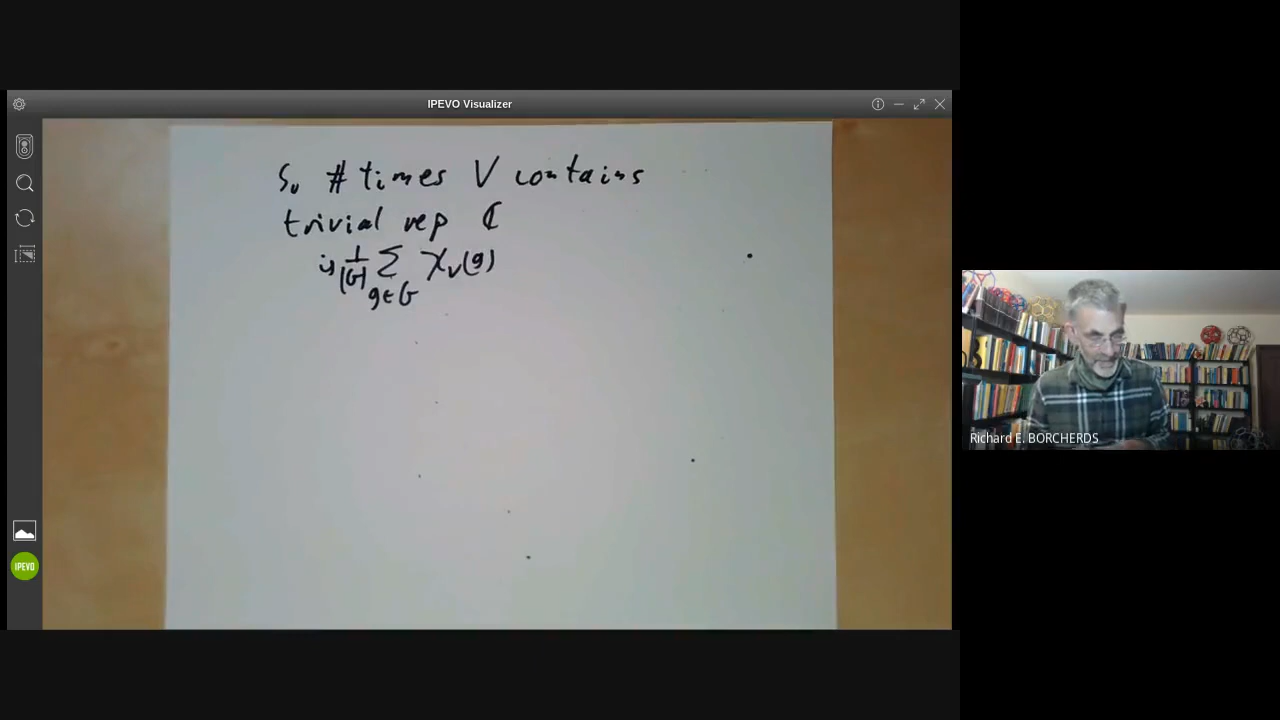 IPEVO Visualizer
So # times V contains
trivial rep ℂ
is 1/|G| Σ χ_V(g)
g∈G
IPEVO
Richard E. BORCHERDS